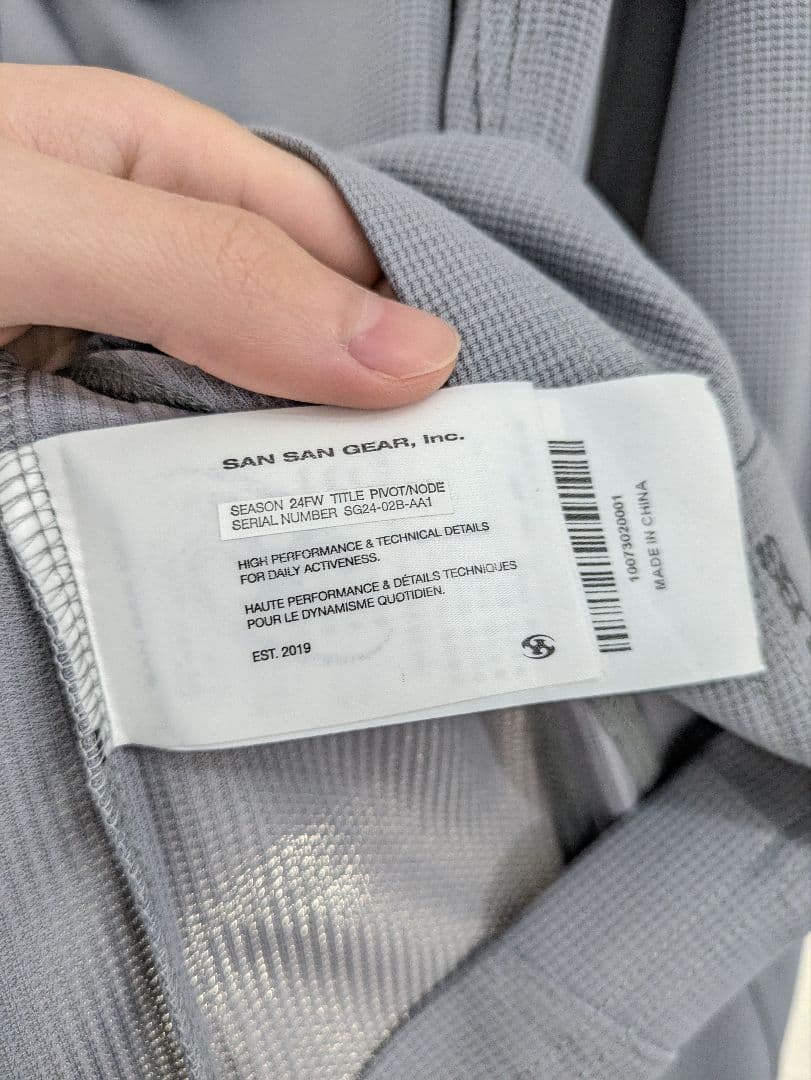 SAN SAN GEAR, Inc.
SEASON 24FW TITLE PIVOT/NODE
SERIAL NUMBER SG24-02B-AA1
HIGH PERFORMANCE & TECHNICAL DETAILS
FOR DAILY ACTIVENESS.
HAUTE PERFORMANCE & DÉTAILS TECHNIQUES
POUR LE DYNAMISME QUOTIDIEN.
EST. 2019
10073020001
MADE IN CHINA